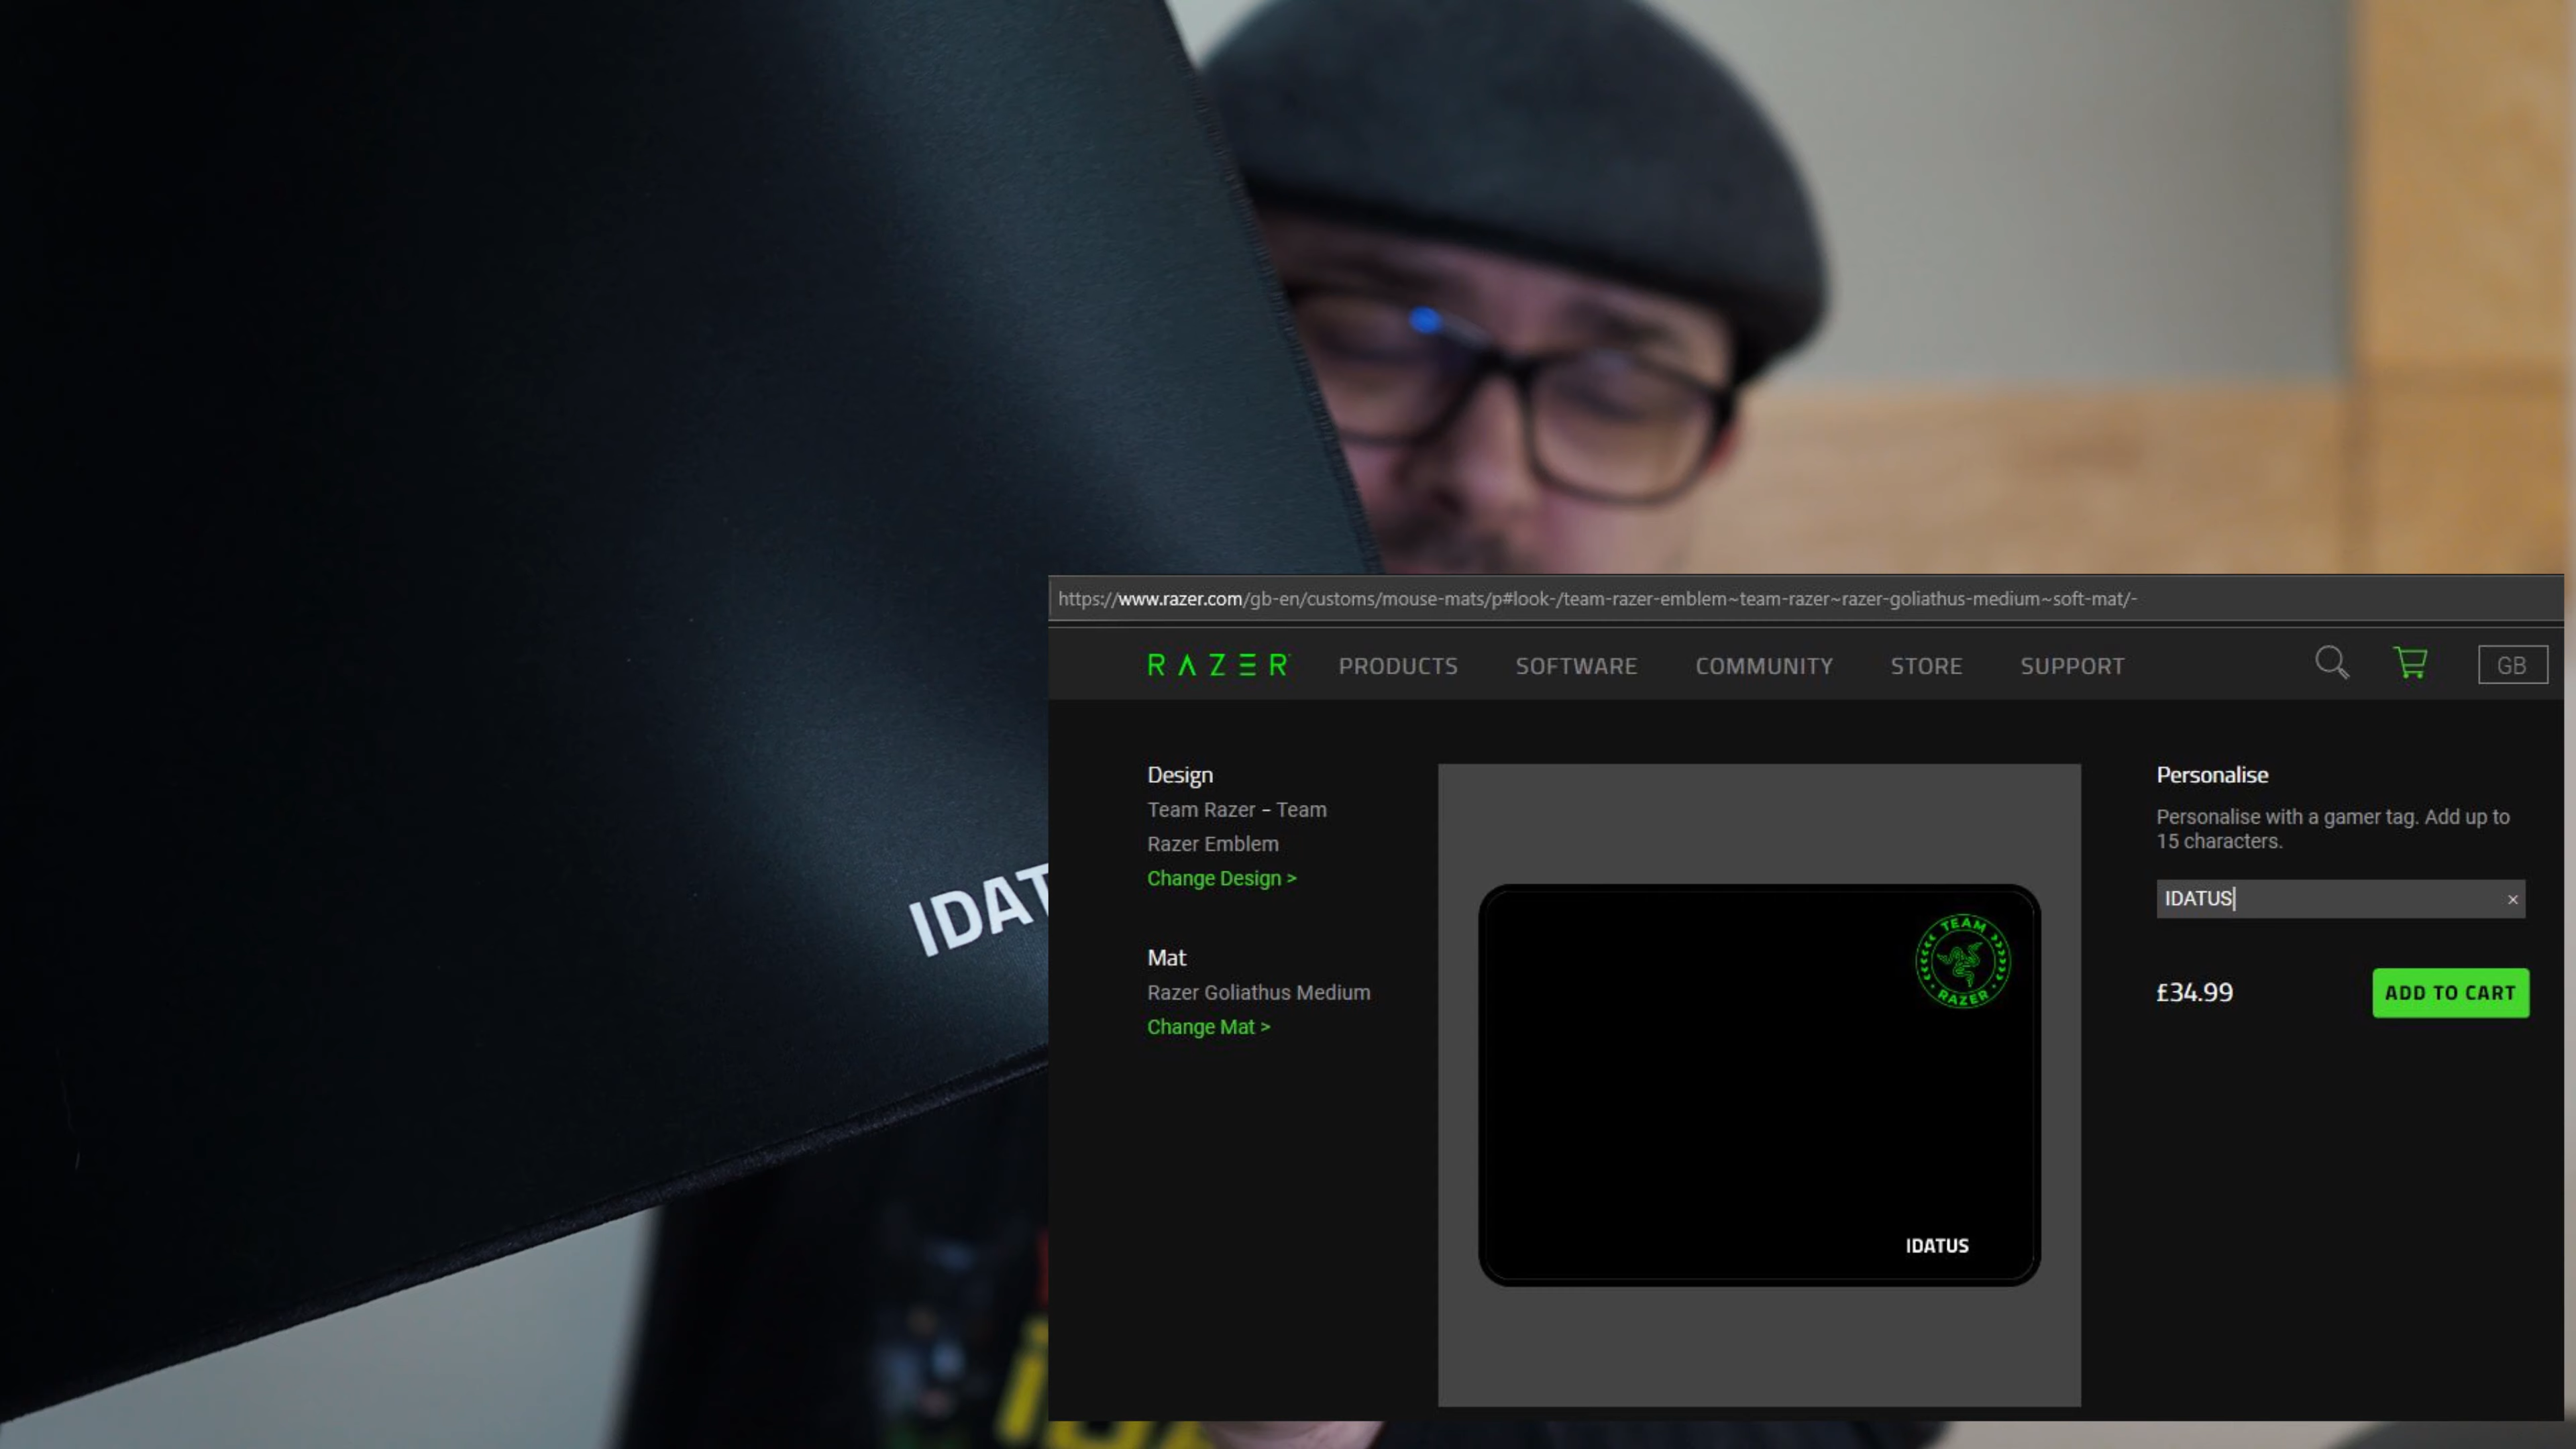 IDAT
https://www.razer.com/gb-en/customs/mouse-mats/p#look-/team-razer-emblem~team-razer~razer-goliathus-medium~soft-mat/-
RAZER
PRODUCTS
SOFTWARE
COMMUNITY
STORE
SUPPORT
GB
Design
Team Razer - Team
Razer Emblem
Change Design >
Mat
Razer Goliathus Medium
Change Mat >
TEAM
RAZER
IDATUS
Personalise
Personalise with a gamer tag. Add up to
15 characters.
IDATUS
£34.99
ADD TO CART